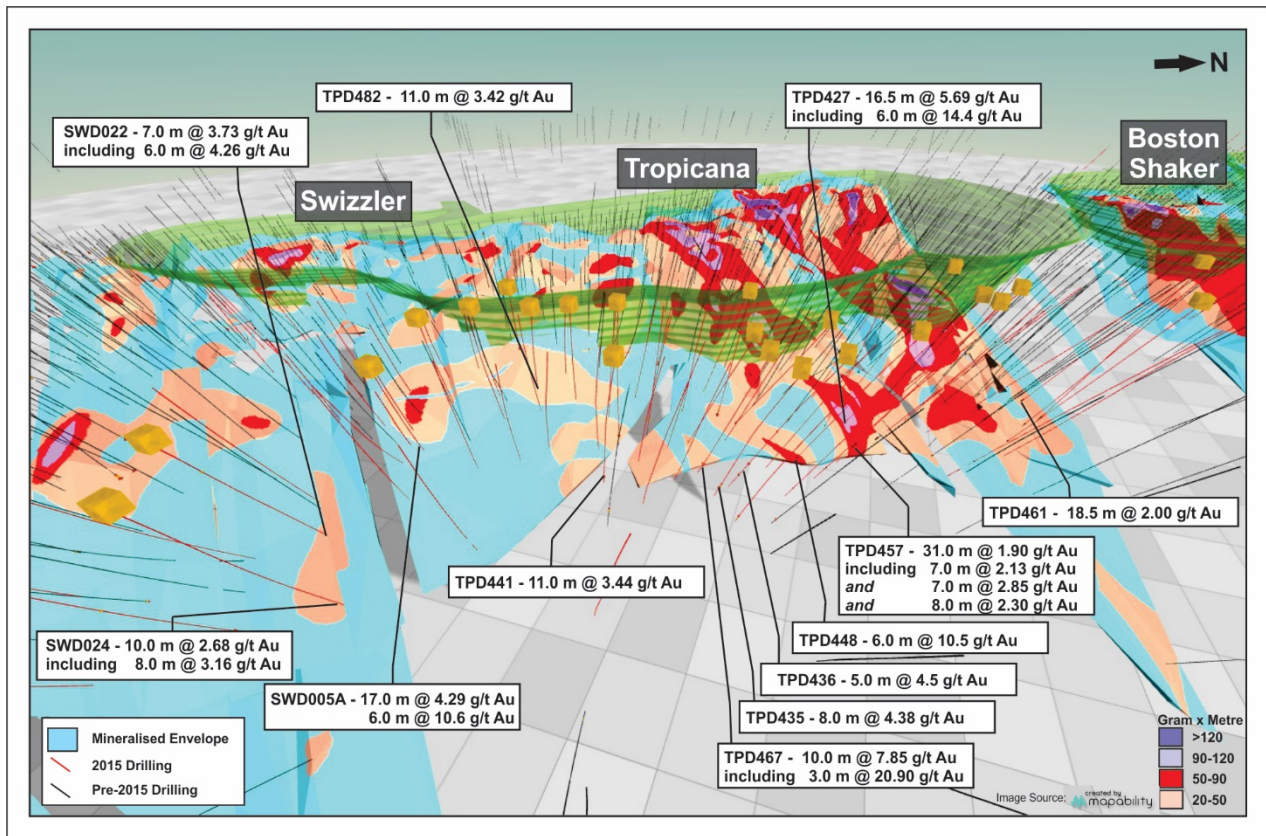 N
TPD482 - 11.0 m @ 3.42 g/t Au
TPD427 - 16.5 m @ 5.69 g/t Au
including 6.0 m @ 14.4 g/t Au
SWD022 - 7.0 m @ 3.73 g/t Au
including 6.0 m @ 4.26 g/t Au
Boston
Shaker
Tropicana
Swizzler
TPD461 - 18.5 m @ 2.00 g/t Au
TPD457 - 31.0 m @ 1.90 g/t Au
including 7.0 m @ 2.13 g/t Au
and 7.0 m @ 2.85 g/t Au
and 8.0 m @ 2.30 g/t Au
TPD441 - 11.0 m @ 3.44 g/t Au
TPD448 - 6.0 m @ 10.5 g/t Au
SWD024 - 10.0 m @ 2.68 g/t Au
including 8.0 m @ 3.16 g/t Au
TPD436 - 5.0 m @ 4.5 g/t Au
SWD005A - 17.0 m @ 4.29 g/t Au
6.0 m @ 10.6 g/t Au
TPD435 - 8.0 m @ 4.38 g/t Au
TPD467 - 10.0 m @ 7.85 g/t Au
including 3.0 m @ 20.90 g/t Au
Mineralised Envelope
2015 Drilling
Pre-2015 Drilling
Gram x Metre
>120
90-120
50-90
20-50
Image Source:
created by
mapability